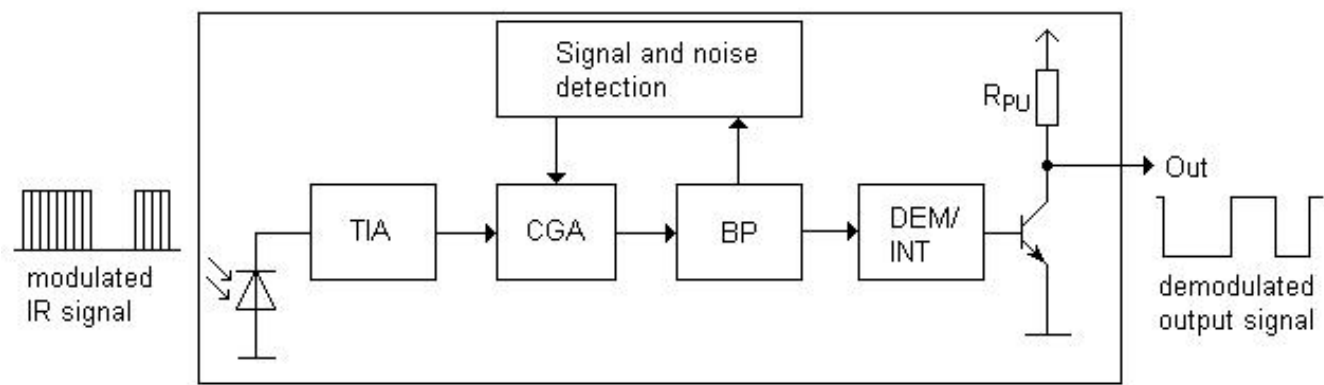 Signal and noise
detection
RPU
Out
TIA
CGA
BP
DEM/
INT
modulated
IR signal
demodulated
output signal